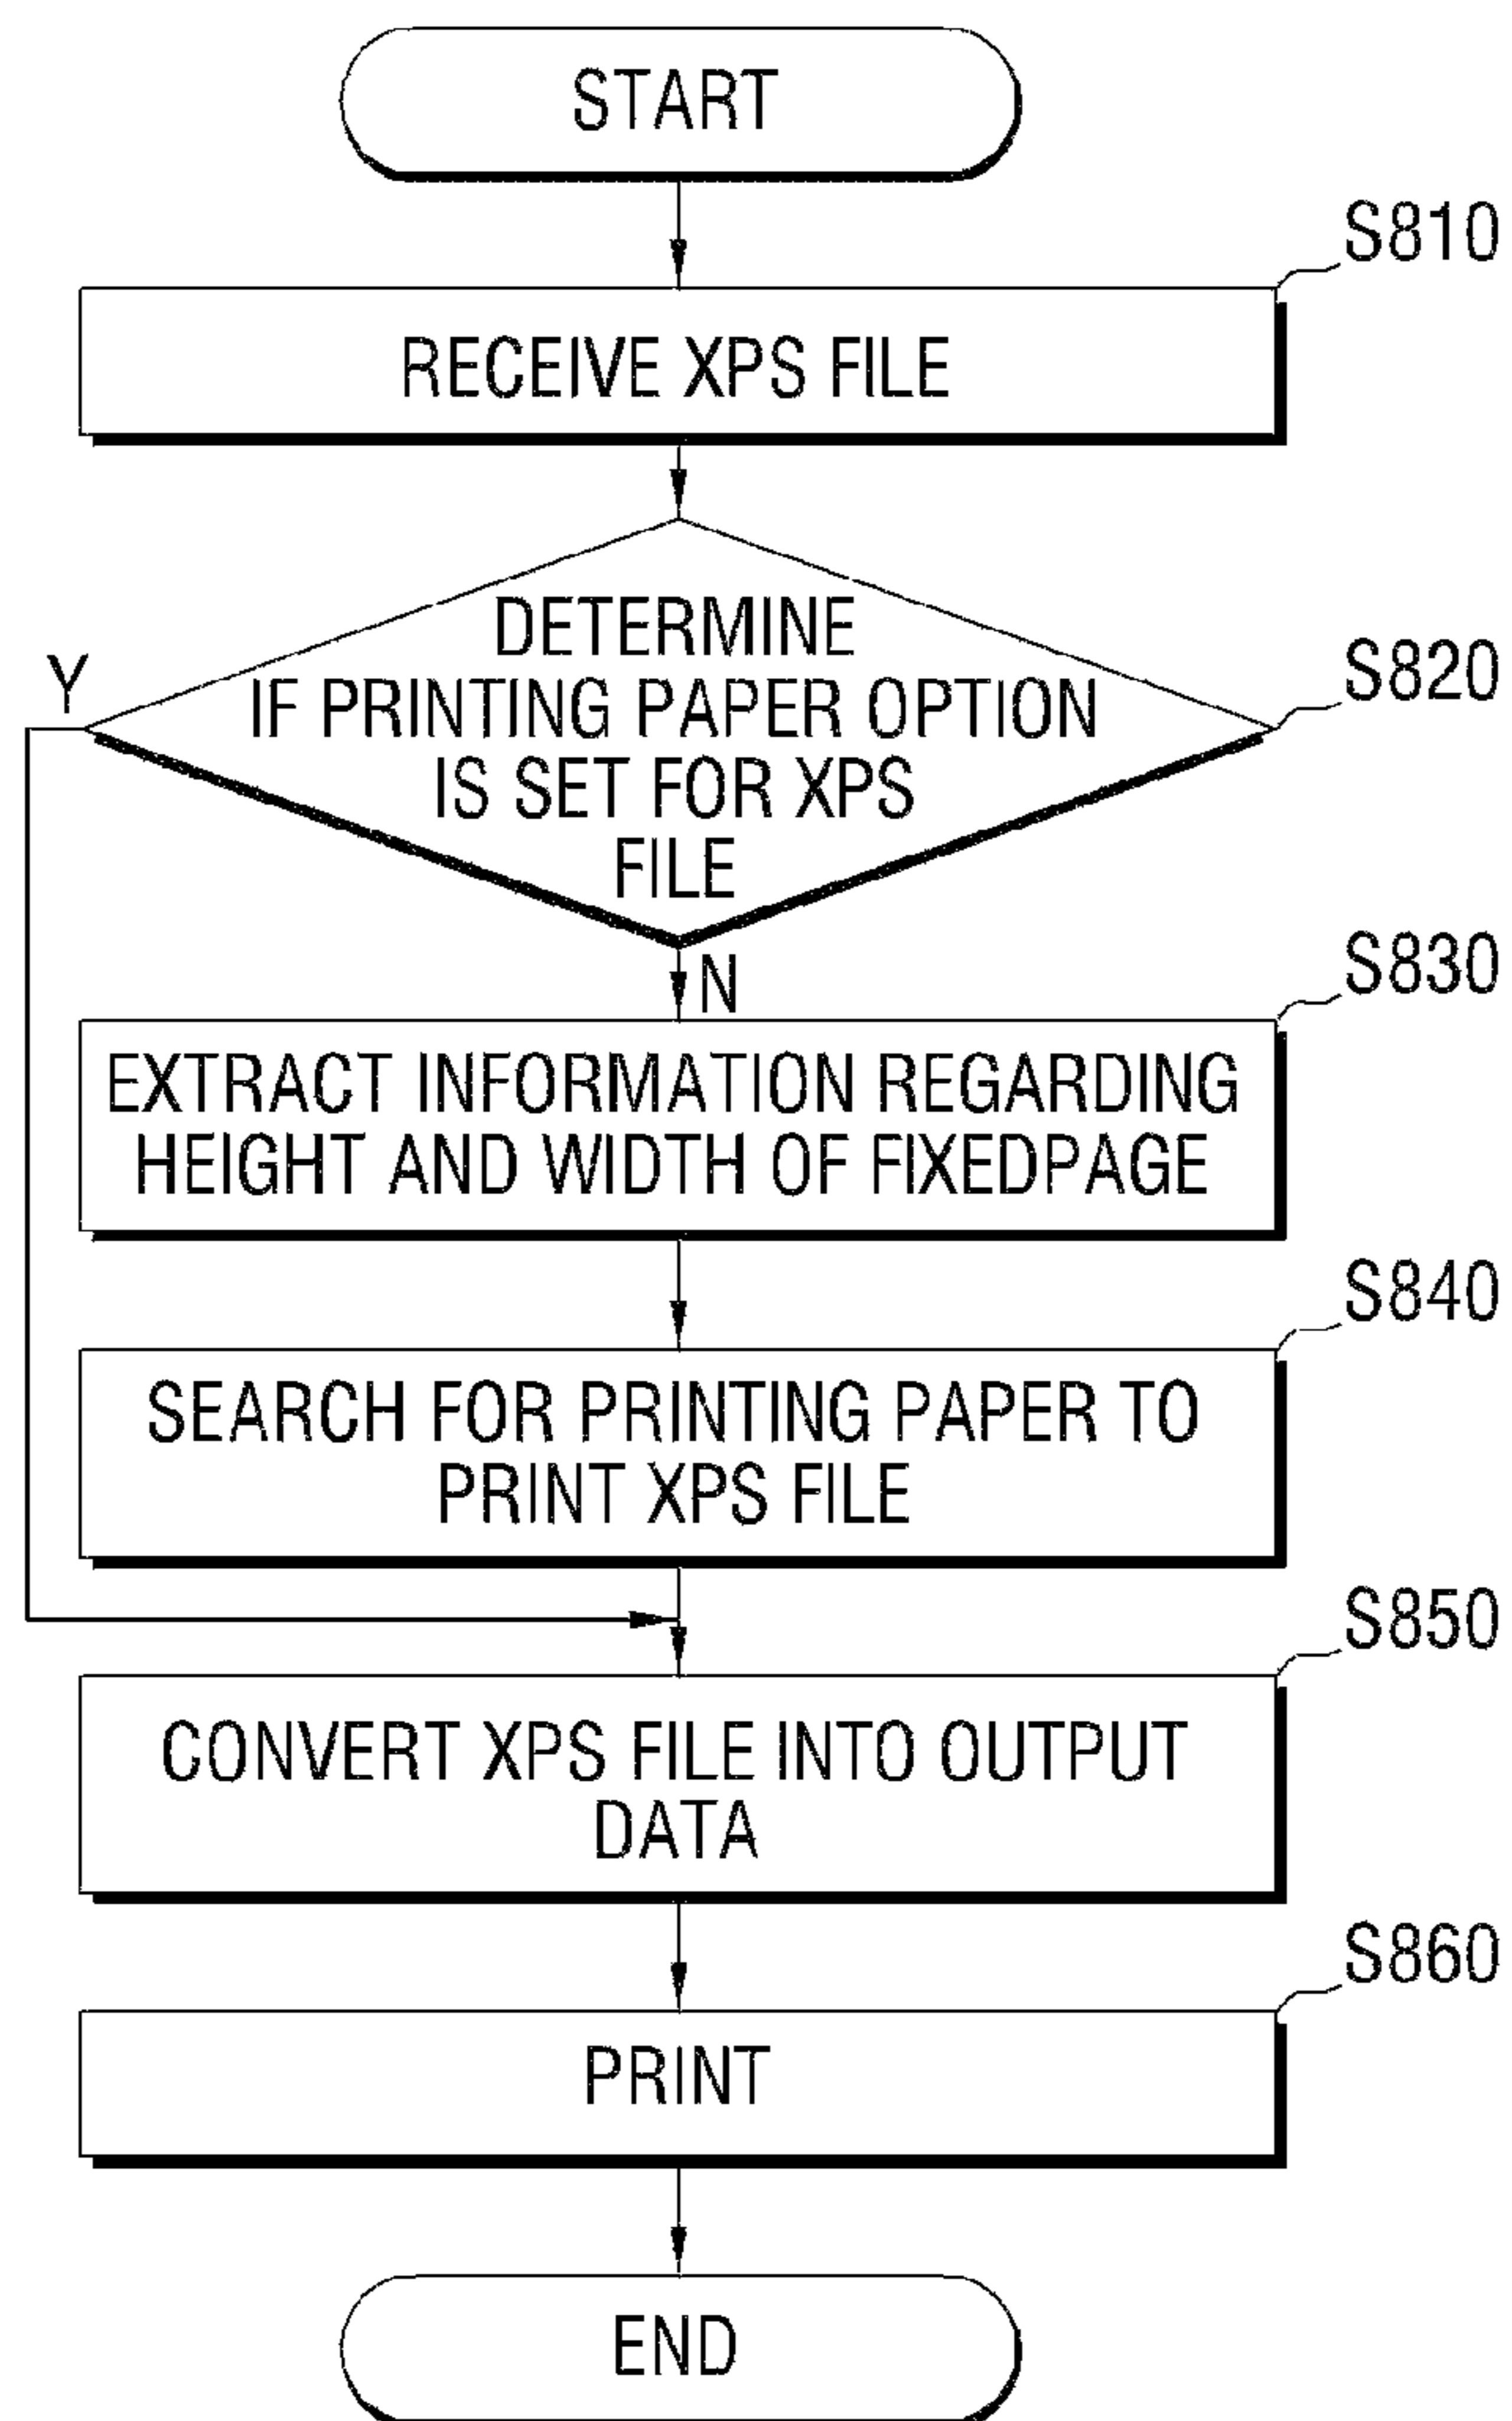 START
S810
RECEIVE XPS FILE
DETERMINE
IF PRINTING PAPER OPTION
IS SET FOR XPS
FILE
Y
S820
N
S830
EXTRACT INFORMATION REGARDING
HEIGHT AND WIDTH OF FIXEDPAGE
S840
SEARCH FOR PRINTING PAPER TO
PRINT XPS FILE
S850
CONVERT XPS FILE INTO OUTPUT
DATA
S860
PRINT
END